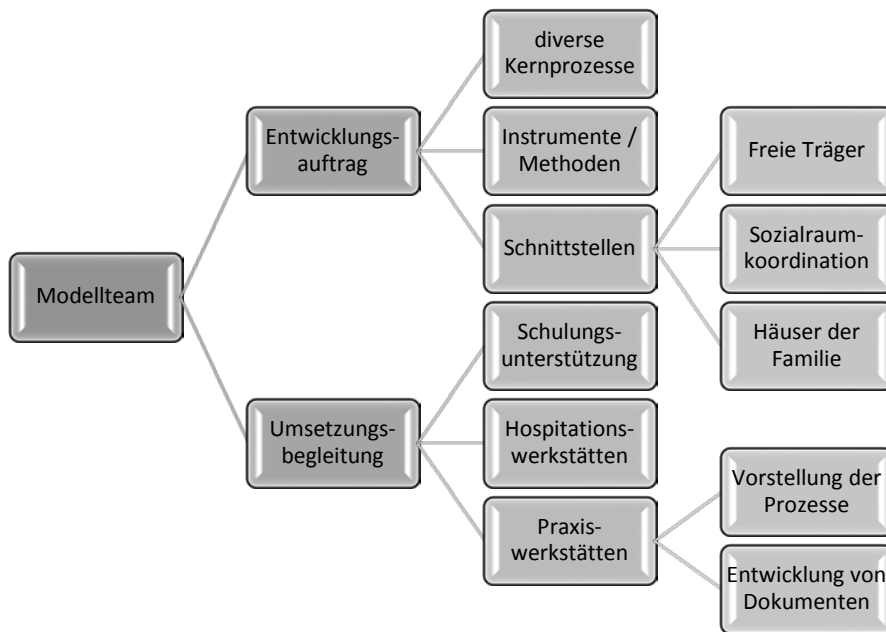 diverse
Kernprozesse
Entwicklungs-
auftrag
Instrumente /
Methoden
Freie Träger
Schnittstellen
Sozialraum-
koordination
Modellteam
Schulungs-
unterstützung
Häuser der
Familie
Umsetzungs-
begleitung
Hospitations-
werkstätten
Vorstellung der
Prozesse
Praxis-
werkstätten
Entwicklung von
Dokumenten